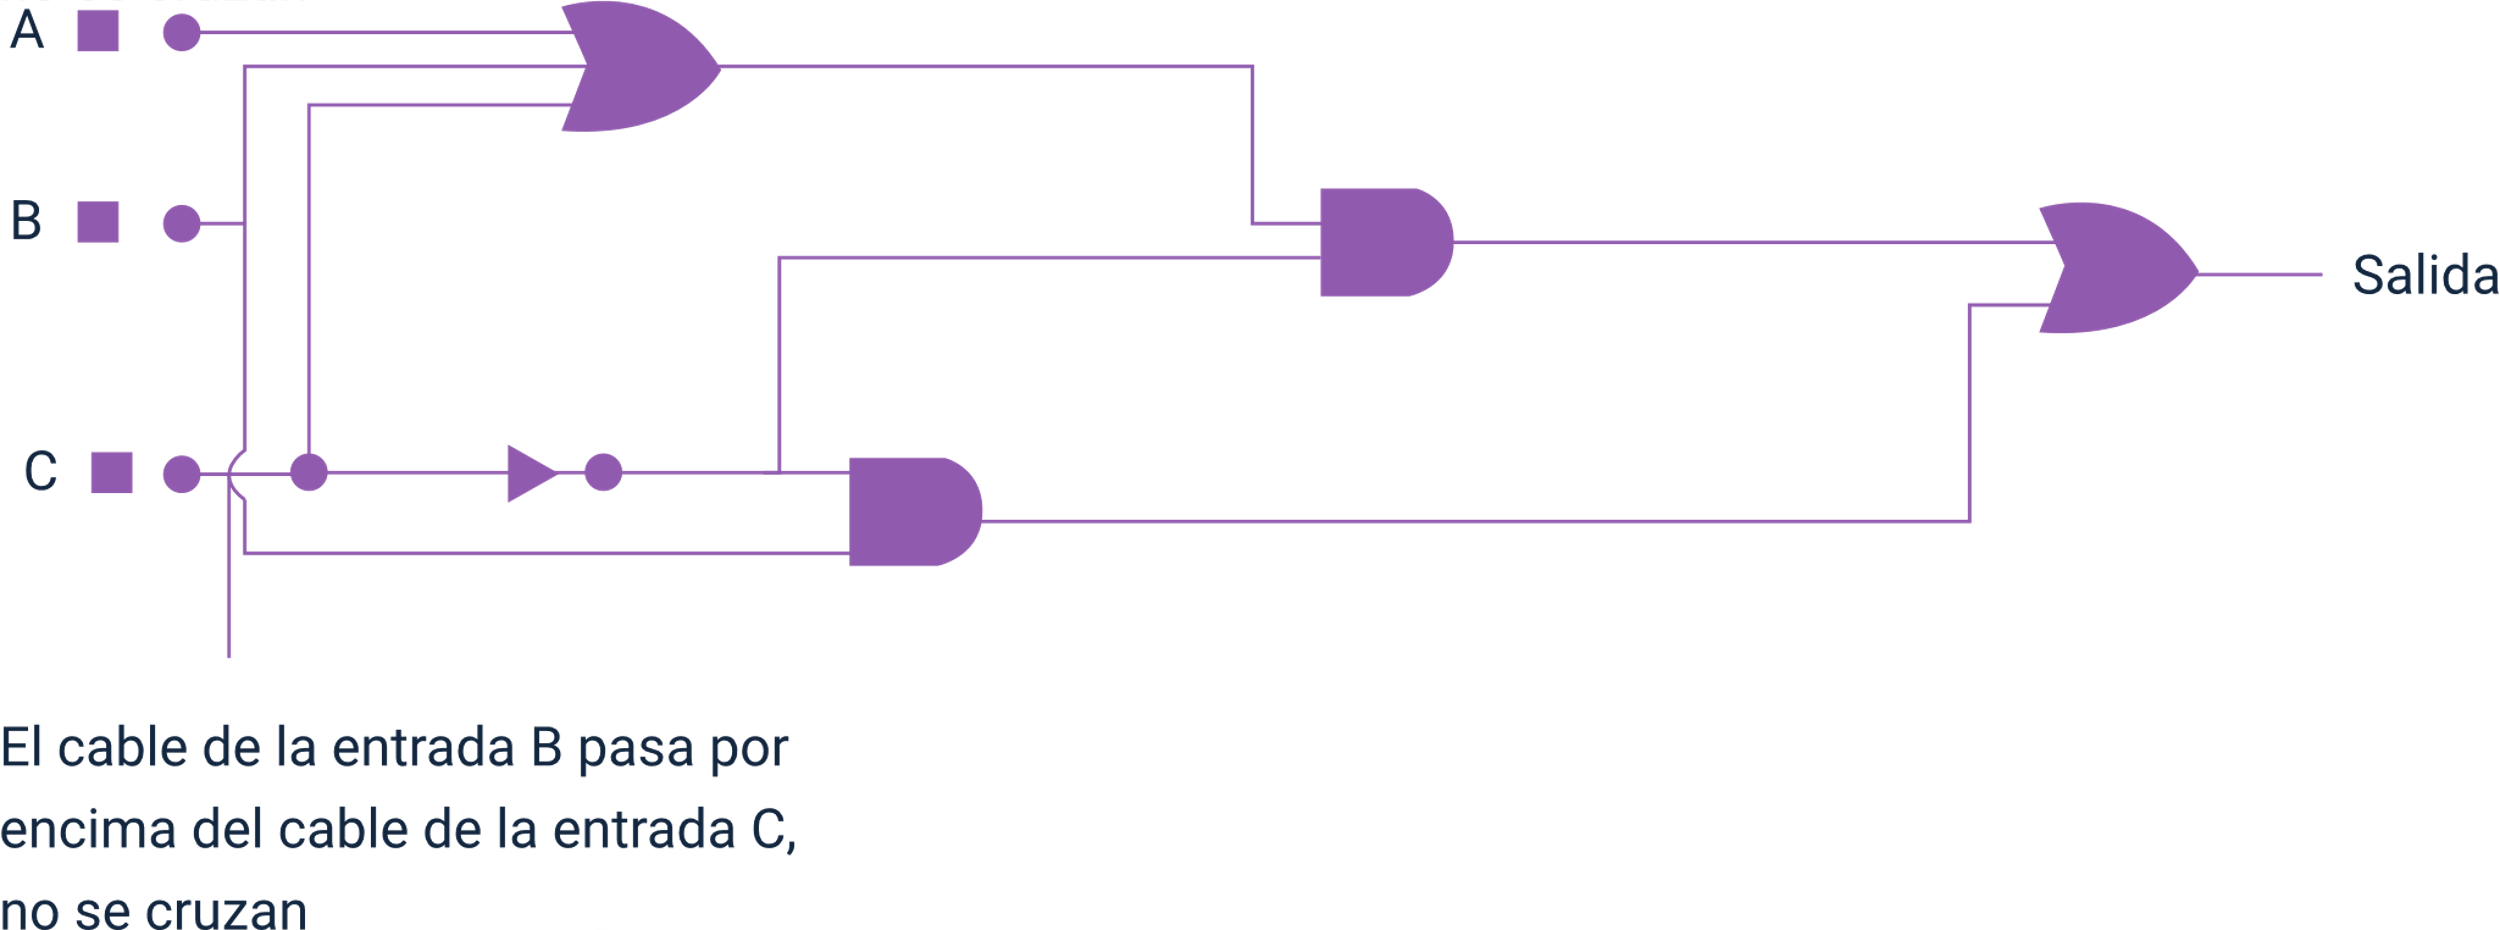 A
B
Salida
C
El cable de la entrada B pasa por
encima del cable de la entrada C,
no se cruzan